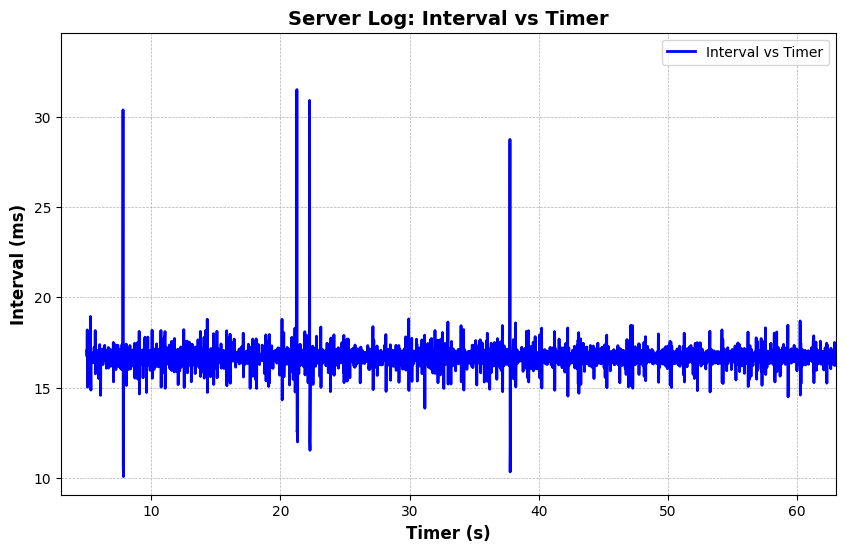 Server Log: Interval vs Timer
Interval vs Timer
Interval (ms)
30
25
20
15
10
10 20 30 40 50 60
Timer (s)